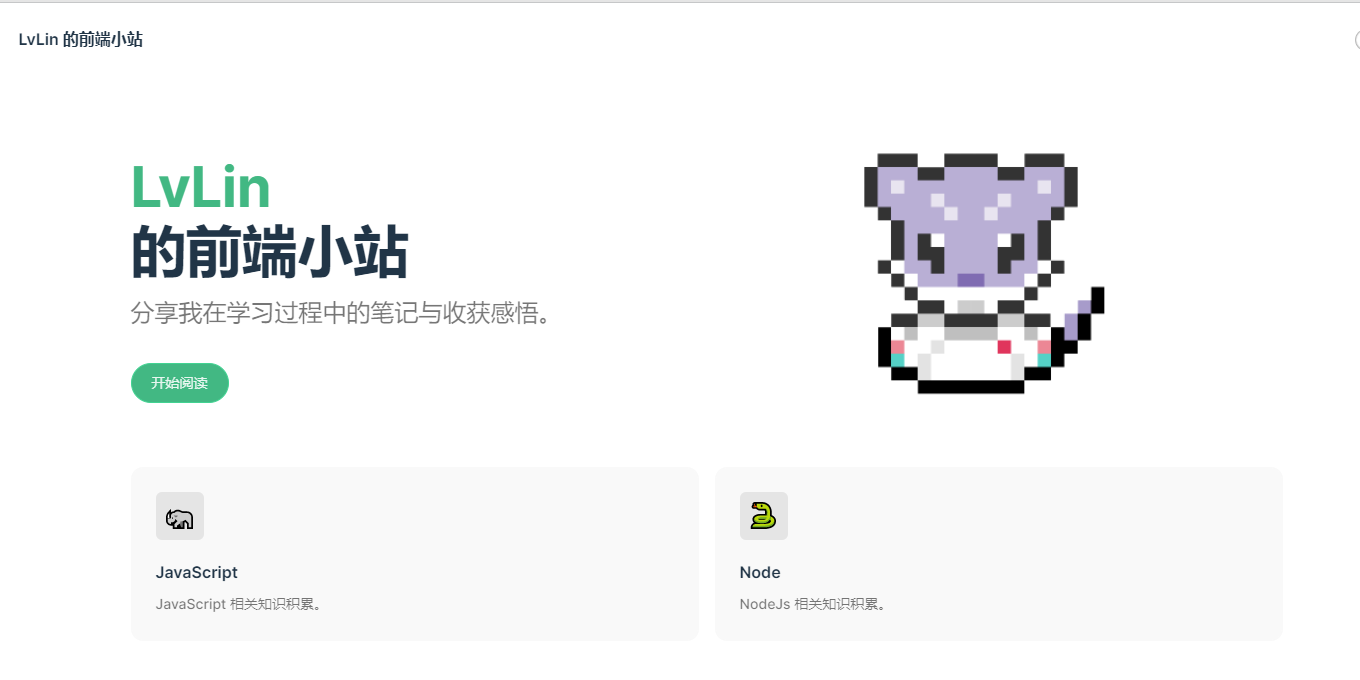 LvLin 的前端小站
LvLin
的前端小站
分享我在学习过程中的笔记与收获感悟。
开始阅读
JavaScript
JavaScript 相关知识积累。
Node
NodeJs 相关知识积累。